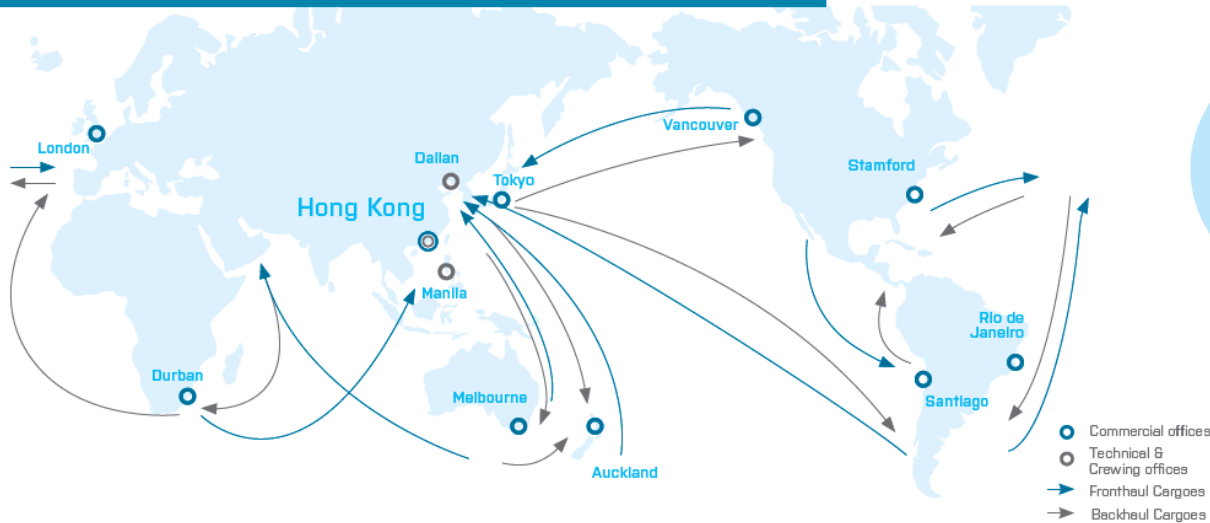 London
Vancouver
Stamford
Dalian
Tokyo
Hong Kong
Manila
Rio de
Janeiro
Durban
Melbourne
Santiago
Auckland
Commercial offices
Technical &
Crewing offices
Fronthaul Cargoes
Backhaul Cargoes